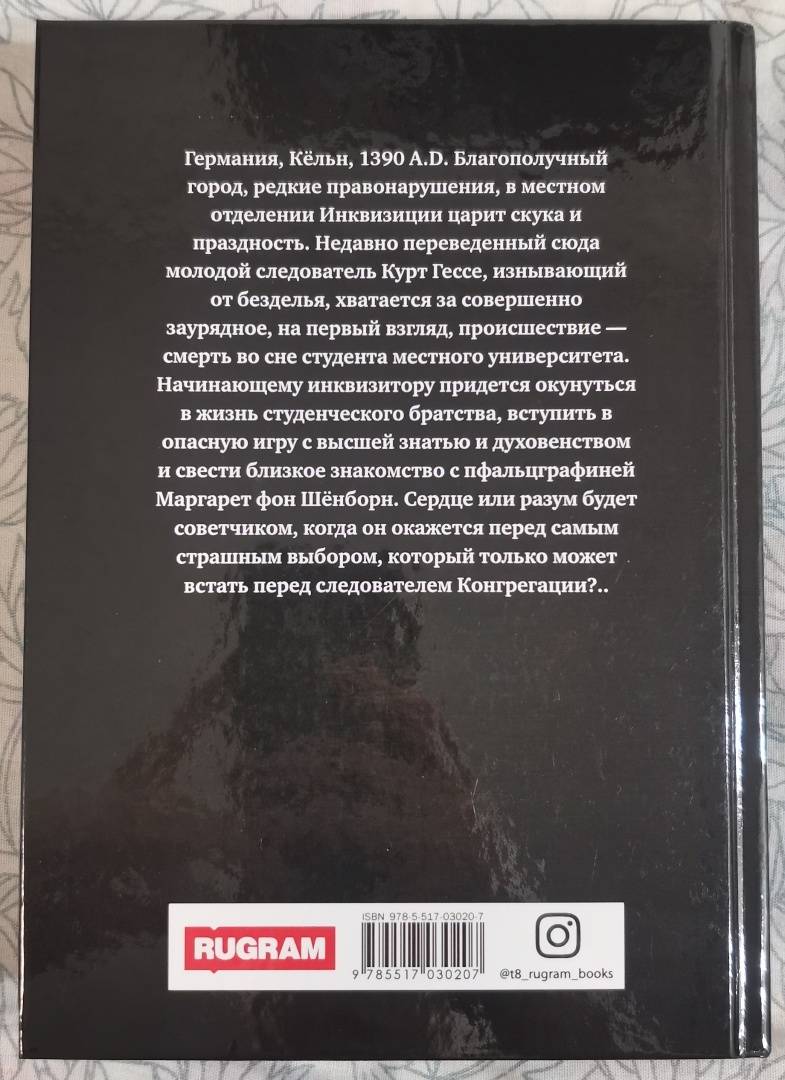 Германия, Кёльн, 1390 A.D. Благополучный
город, редкие правонарушения, в местном
отделении Инквизиции царит скука и
праздность. Недавно переведенный сюда
молодой следователь Курт Гессе, изнывающий
от безделья, хватается за совершенно
заурядное, на первый взгляд, происшествие —
смерть во сне студента местного университета.
Начинающему инквизитору придется окунуться
в жизнь студенческого братства, вступить в
опасную игру с высшей знатью и духовенством
и свести близкое знакомство с пфальцграфиней
Маргарет фон Шёнборн. Сердце или разум будет
советчиком, когда он окажется перед самым
страшным выбором, который только может
встать перед следователем Конгрегации?..
ISBN 978-5-517-03020-7
RUGRAM
9 785517 030207
@t8_rugram_books